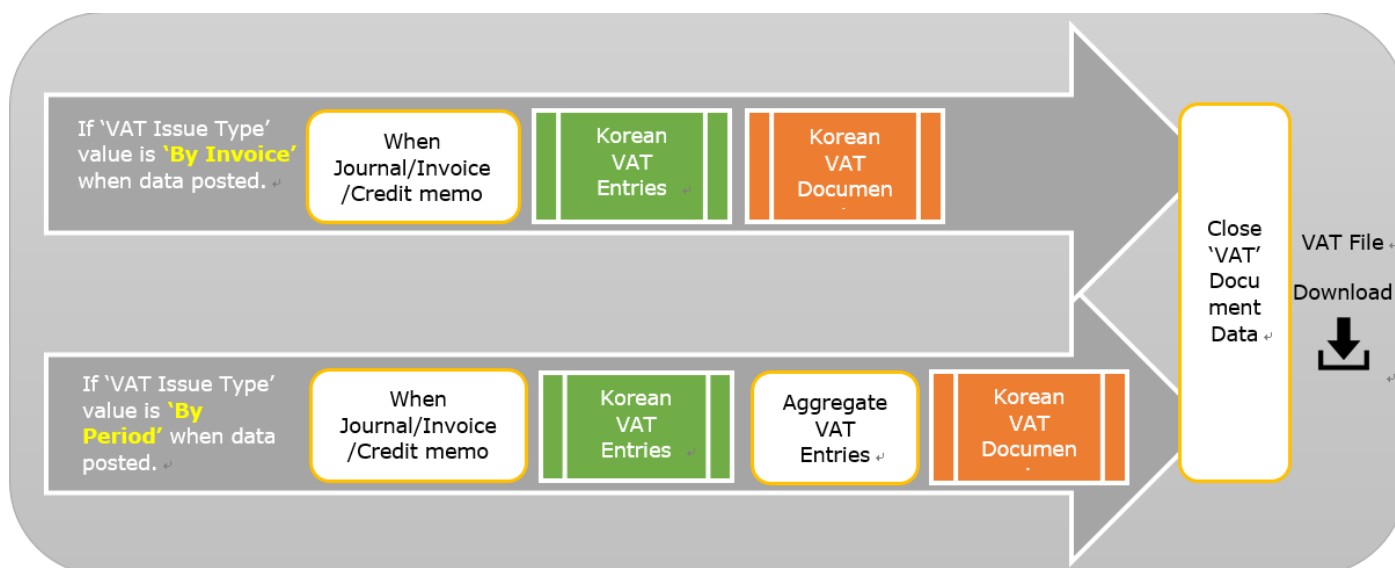 If ‘VAT Issue Type’
value is ‘By Invoice’
when data posted.
When
Journal/Invoice
/Credit memo
Korean
VAT
Entries
Korean
VAT
Documen
Close
‘VAT’
Docu
ment
Data
VAT File
Download
If ‘VAT Issue Type’
value is ‘By
Period’ when data
posted.
When
Journal/Invoice
/Credit memo
Korean
VAT
Entries
Aggregate
VAT
Entries
Korean
VAT
Documen